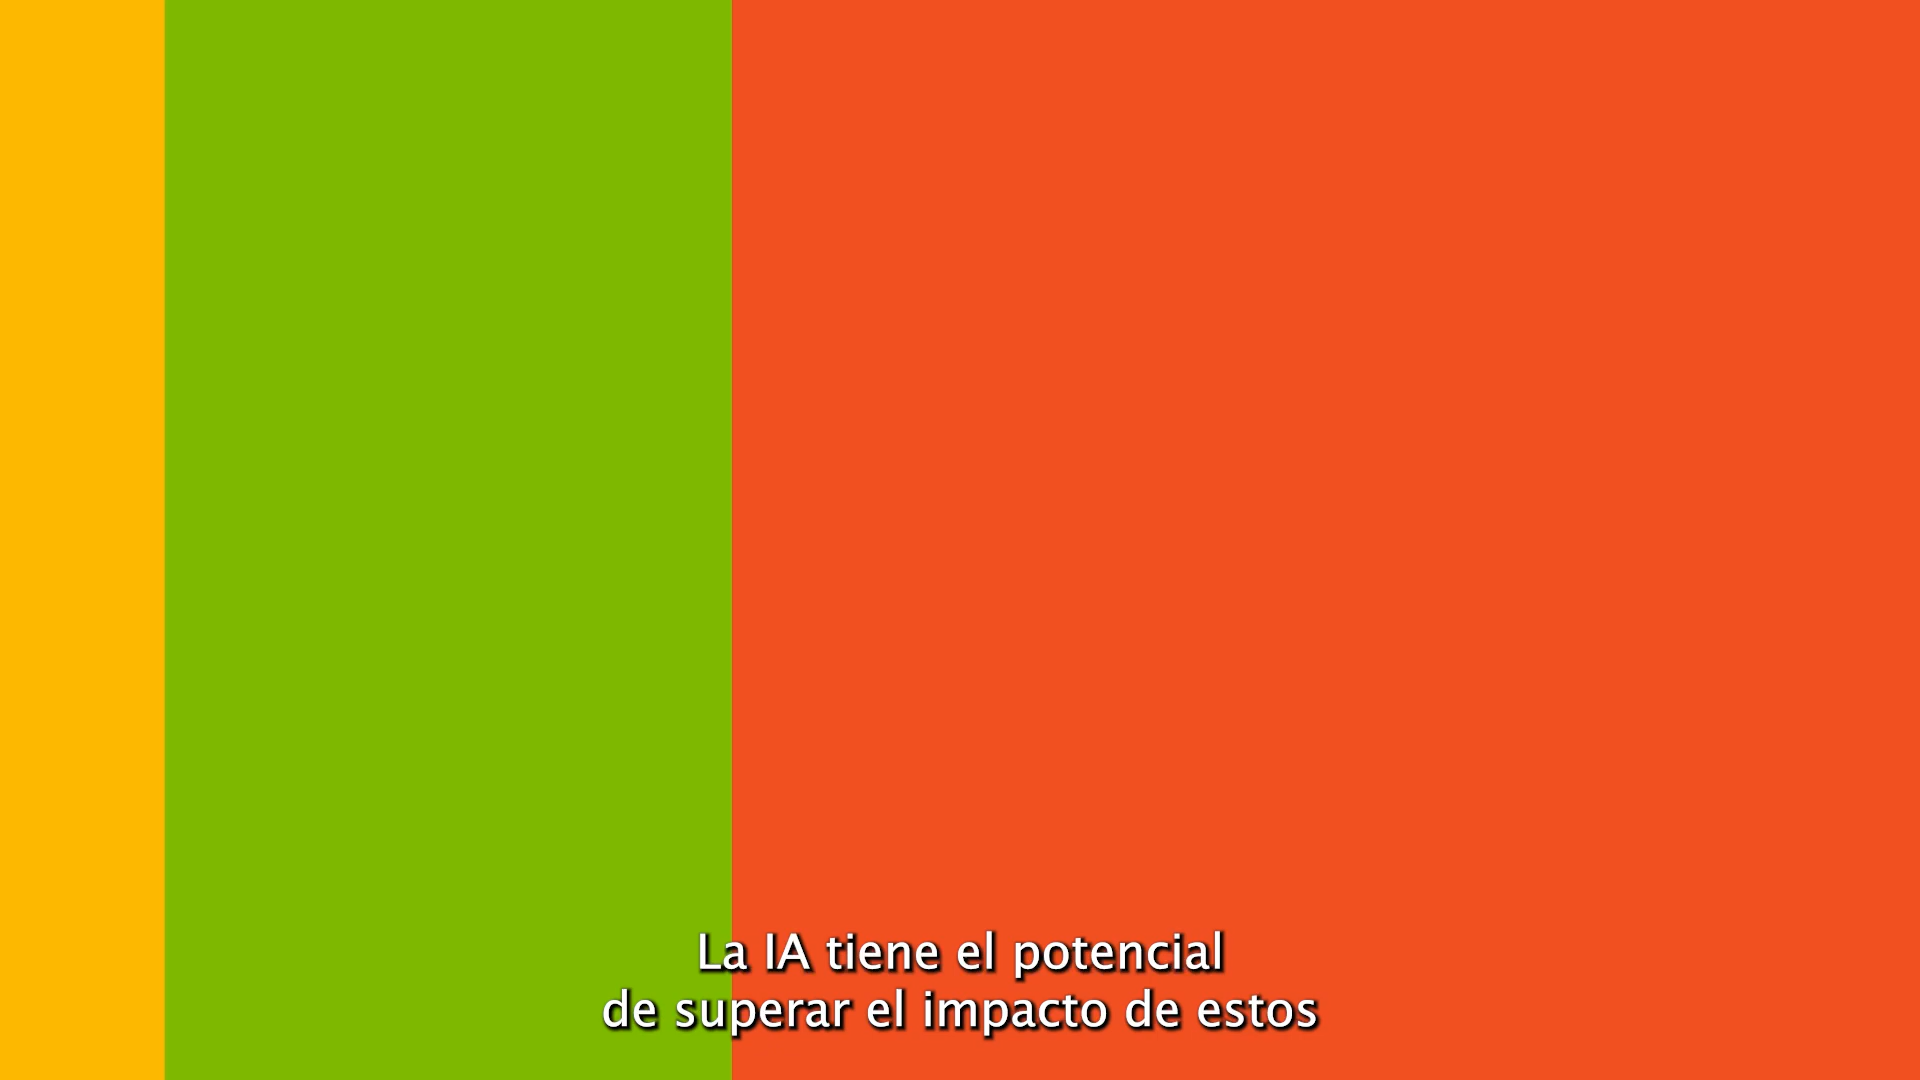 La IA tiene el potencial
de superar el impacto de estos